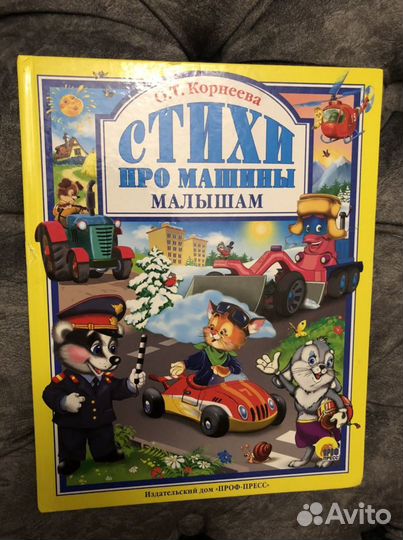 О.Т. Корнеева
СТИХИ
ПРО МАШИНЫ
МАЛЫШАМ
Издательский дом «ПРОФ-ПРЕСС»
Avito